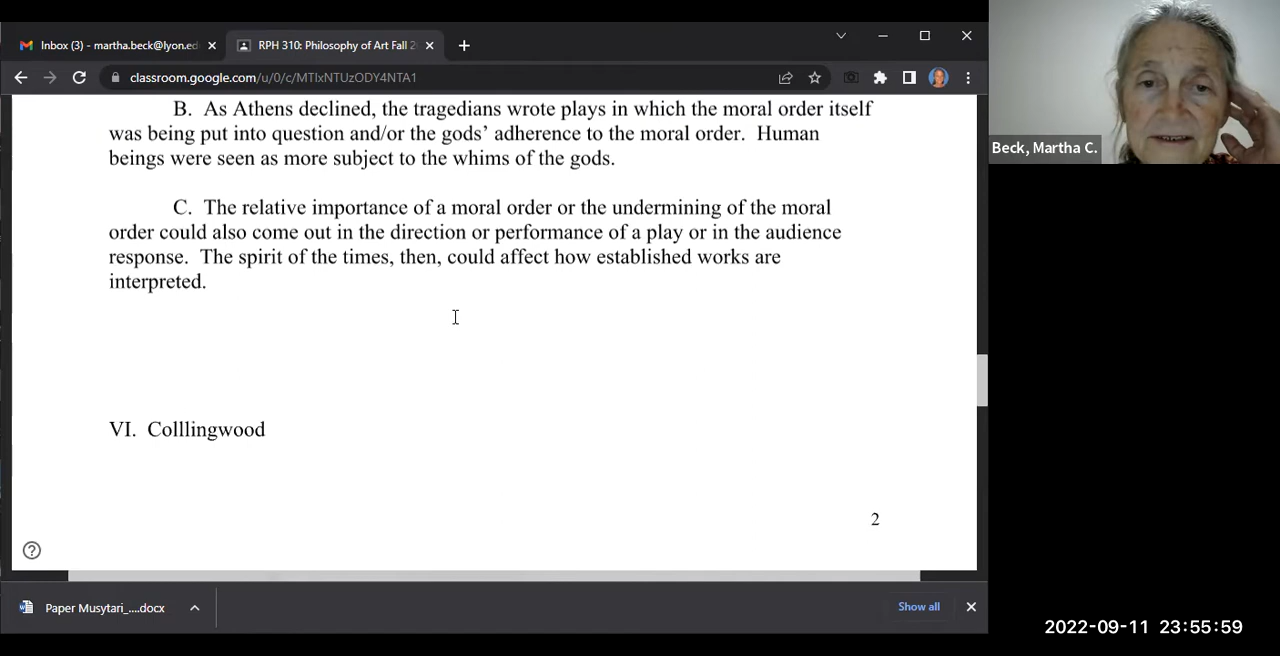 Inbox (3) - martha.beck@lyon.ed
RPH 310: Philosophy of Art Fall 2
classroom.google.com/u/0/c/MTIxNTUzODY4NTA1
Beck, Martha C.
B. As Athens declined, the tragedians wrote plays in which the moral order itself
was being put into question and/or the gods' adherence to the moral order. Human
beings were seen as more subject to the whims of the gods.
C. The relative importance of a moral order or the undermining of the moral
order could also come out in the direction or performance of a play or in the audience
response. The spirit of the times, then, could affect how established works are
interpreted.
VI. Colllingwood
2
Paper Musytari_....docx
Show all
2022-09-11 23:55:59